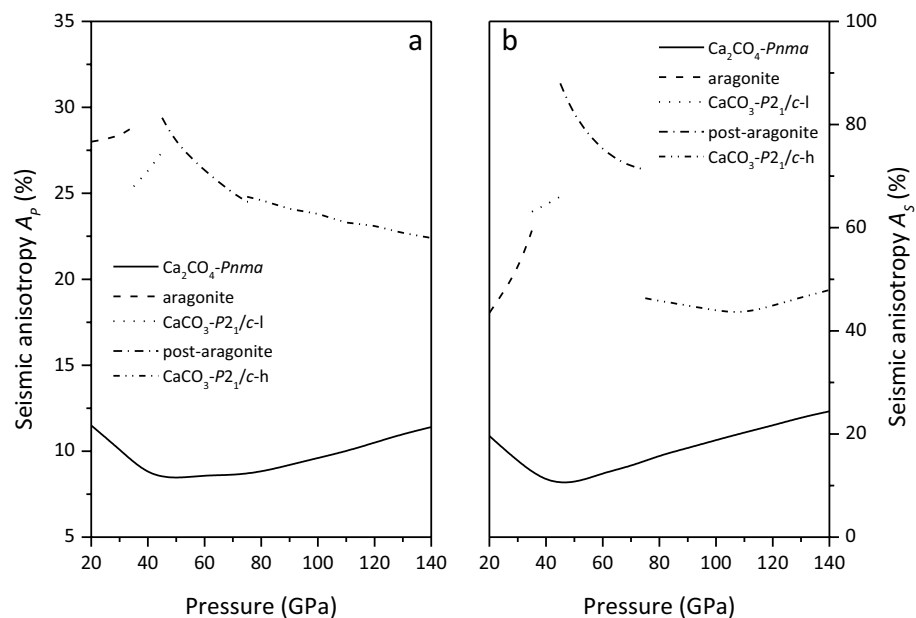 a
35
30
25
20
15
10
5
Seismic anisotropy A_P (%)
Ca₂CO₄-Pnma
aragonite
CaCO₃-P2₁/c-l
post-aragonite
CaCO₃-P2₁/c-h
20 40 60 80 100 120 140
Pressure (GPa)
b
Ca₂CO₄-Pnma
aragonite
CaCO₃-P2₁/c-l
post-aragonite
CaCO₃-P2₁/c-h
100
80
60
40
20
0
Seismic anisotropy A_S (%)
20 40 60 80 100 120 140
Pressure (GPa)